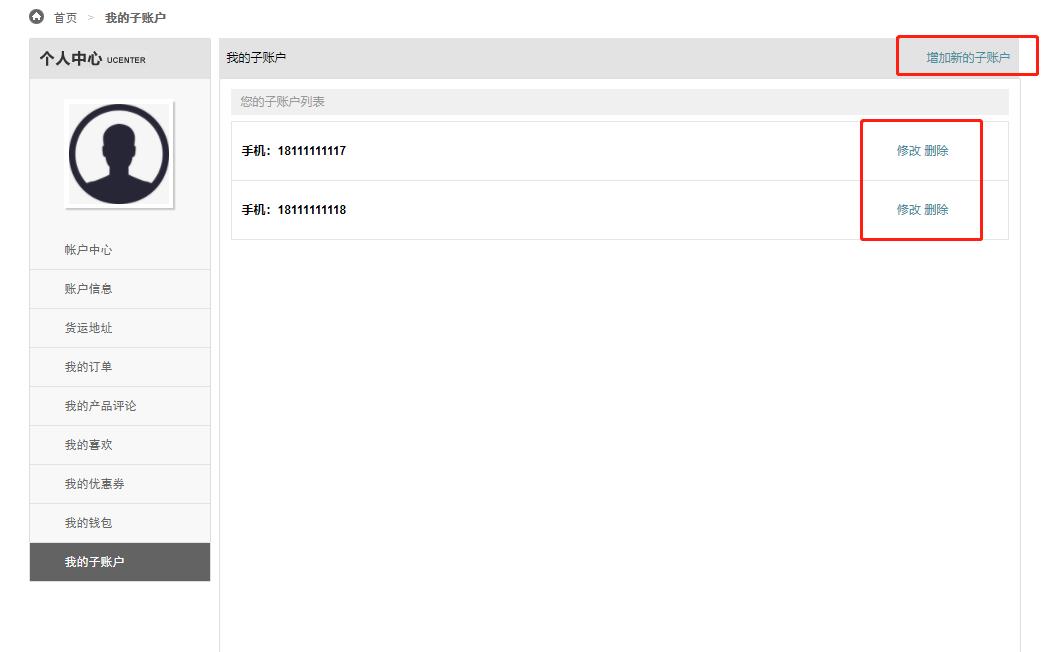 首页 > 我的子账户
个人中心 UCENTER
帐户中心
账户信息
货运地址
我的订单
我的产品评论
我的喜欢
我的优惠券
我的钱包
我的子账户
我的子账户 增加新的子账户
您的子账户列表
手机：18111111117 修改 删除
手机：18111111118 修改 删除